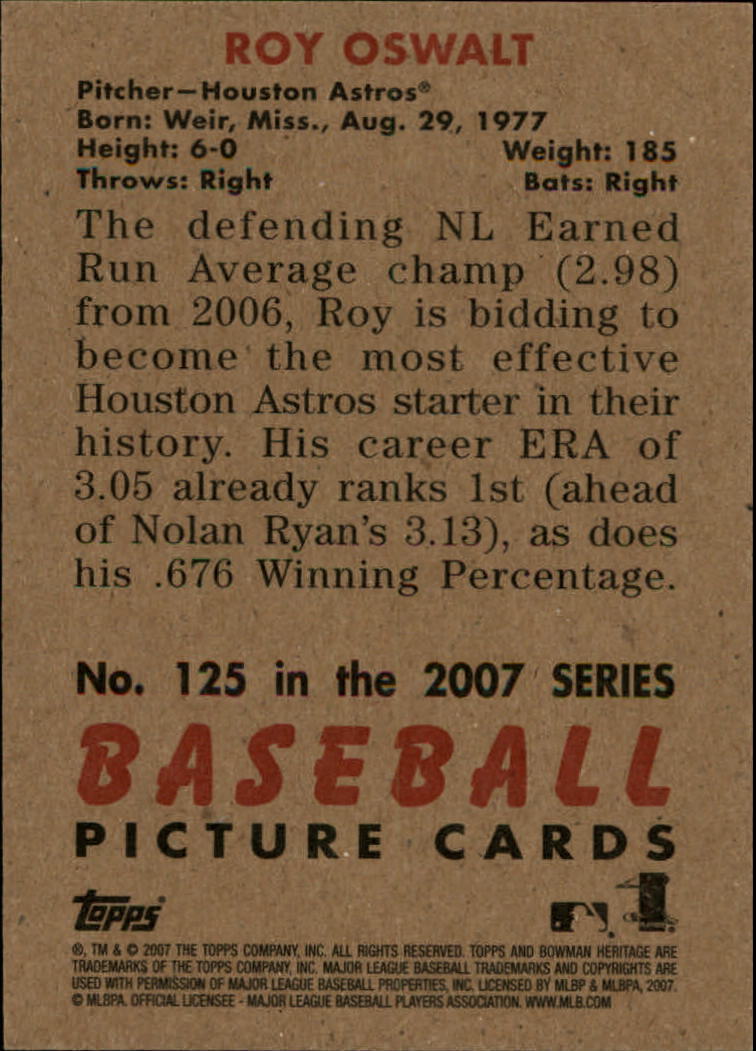 ROY OSWALT
Pitcher—Houston Astros®
Born: Weir, Miss., Aug. 29, 1977
Height: 6-0 Weight: 185
Throws: Right Bats: Right
The defending NL Earned
Run Average champ (2.98)
from 2006, Roy is bidding to
become the most effective
Houston Astros starter in their
history. His career ERA of
3.05 already ranks 1st (ahead
of Nolan Ryan's 3.13), as does
his .676 Winning Percentage.
No. 125 in the 2007 SERIES
BASEBALL
PICTURE CARDS
Topps
®, TM & © 2007 THE TOPPS COMPANY, INC. ALL RIGHTS RESERVED. TOPPS AND BOWMAN HERITAGE ARE
TRADEMARKS OF THE TOPPS COMPANY, INC. MAJOR LEAGUE BASEBALL TRADEMARKS AND COPYRIGHTS ARE
USED WITH PERMISSION OF MAJOR LEAGUE BASEBALL PROPERTIES, INC. LICENSED BY MLBP & MLBPA, 2007.
© MLBPA. OFFICIAL LICENSEE - MAJOR LEAGUE BASEBALL PLAYERS ASSOCIATION. WWW.MLB.COM